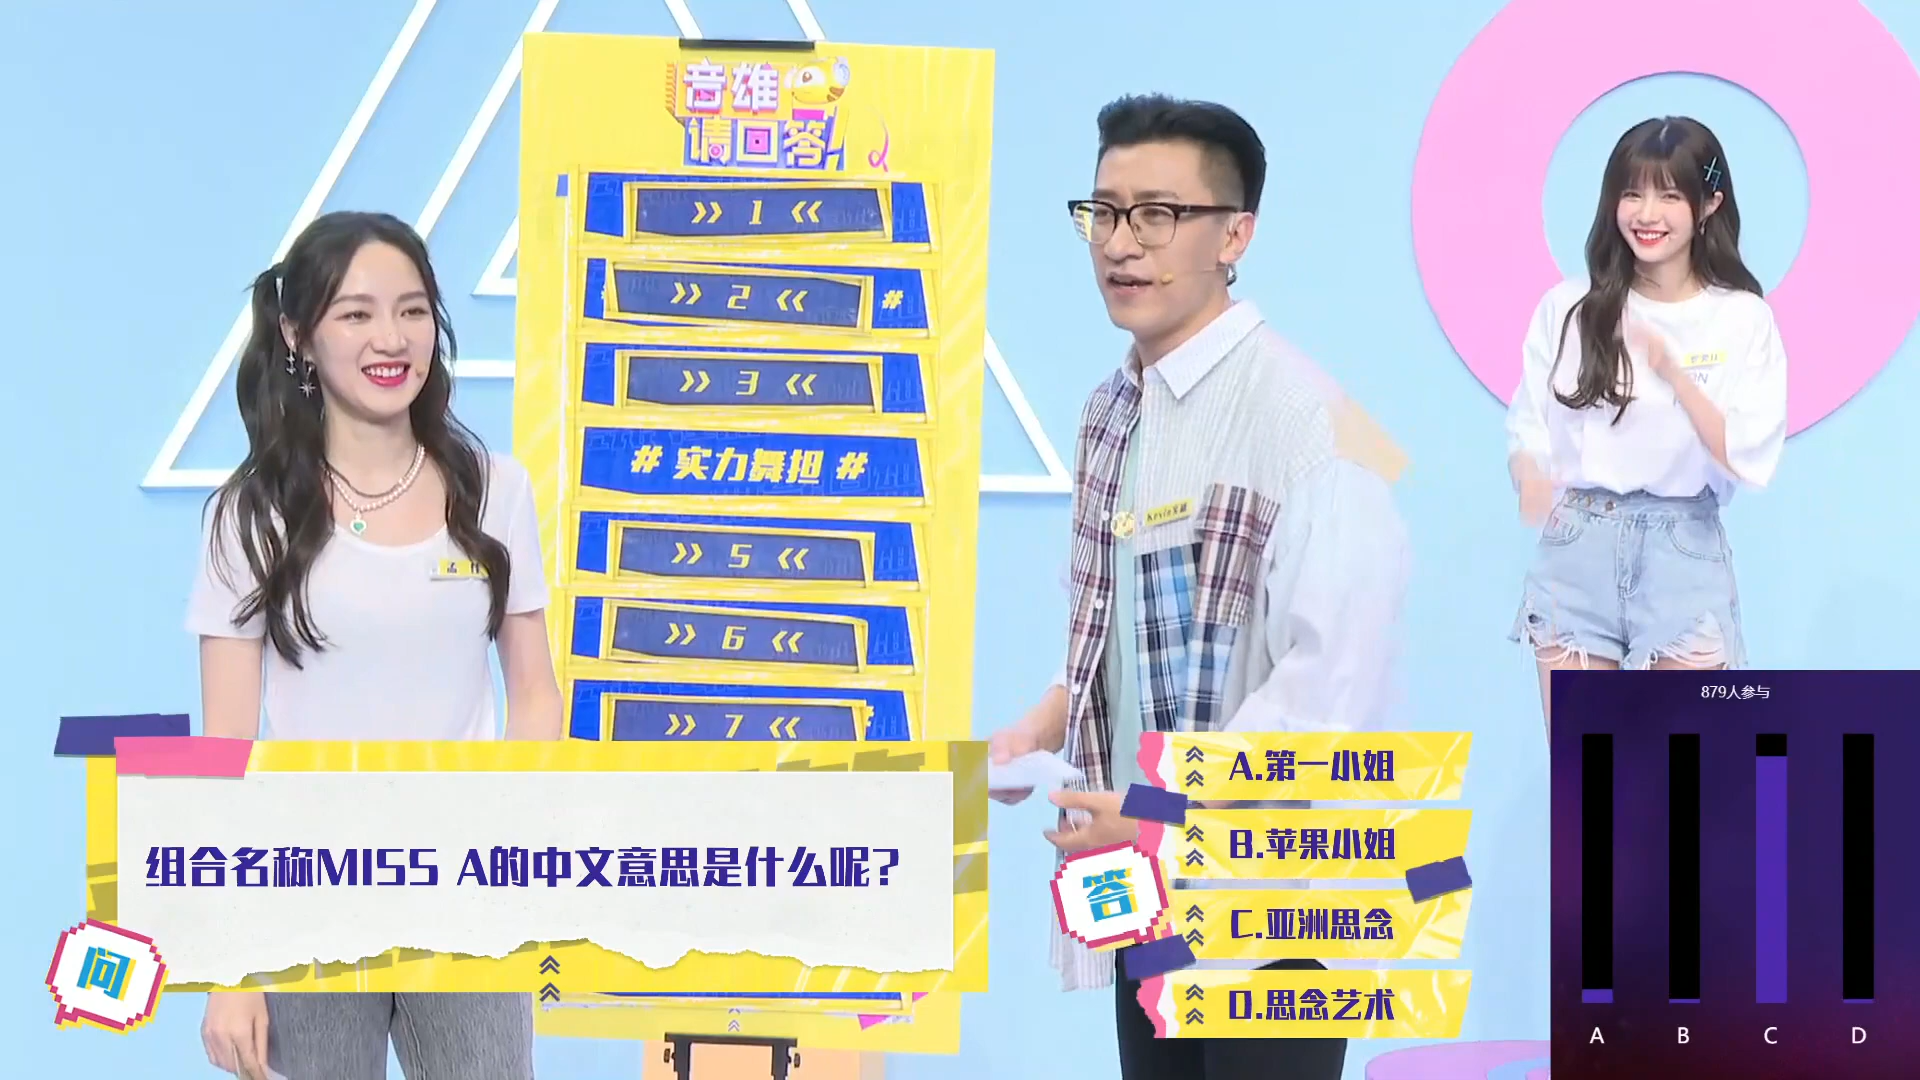 音雄
请回答!
>> 1 <<
>> 2 << #
>> 3 <<
# 实力舞担 #
>> 5 <<
>> 6 <<
>> 7 <<
孟佳
组合名称MISS A的中文意思是什么呢?
问
答
A.第一小姐
B.苹果小姐
C.亚洲思念
D.思念艺术
879人参与
A B C D